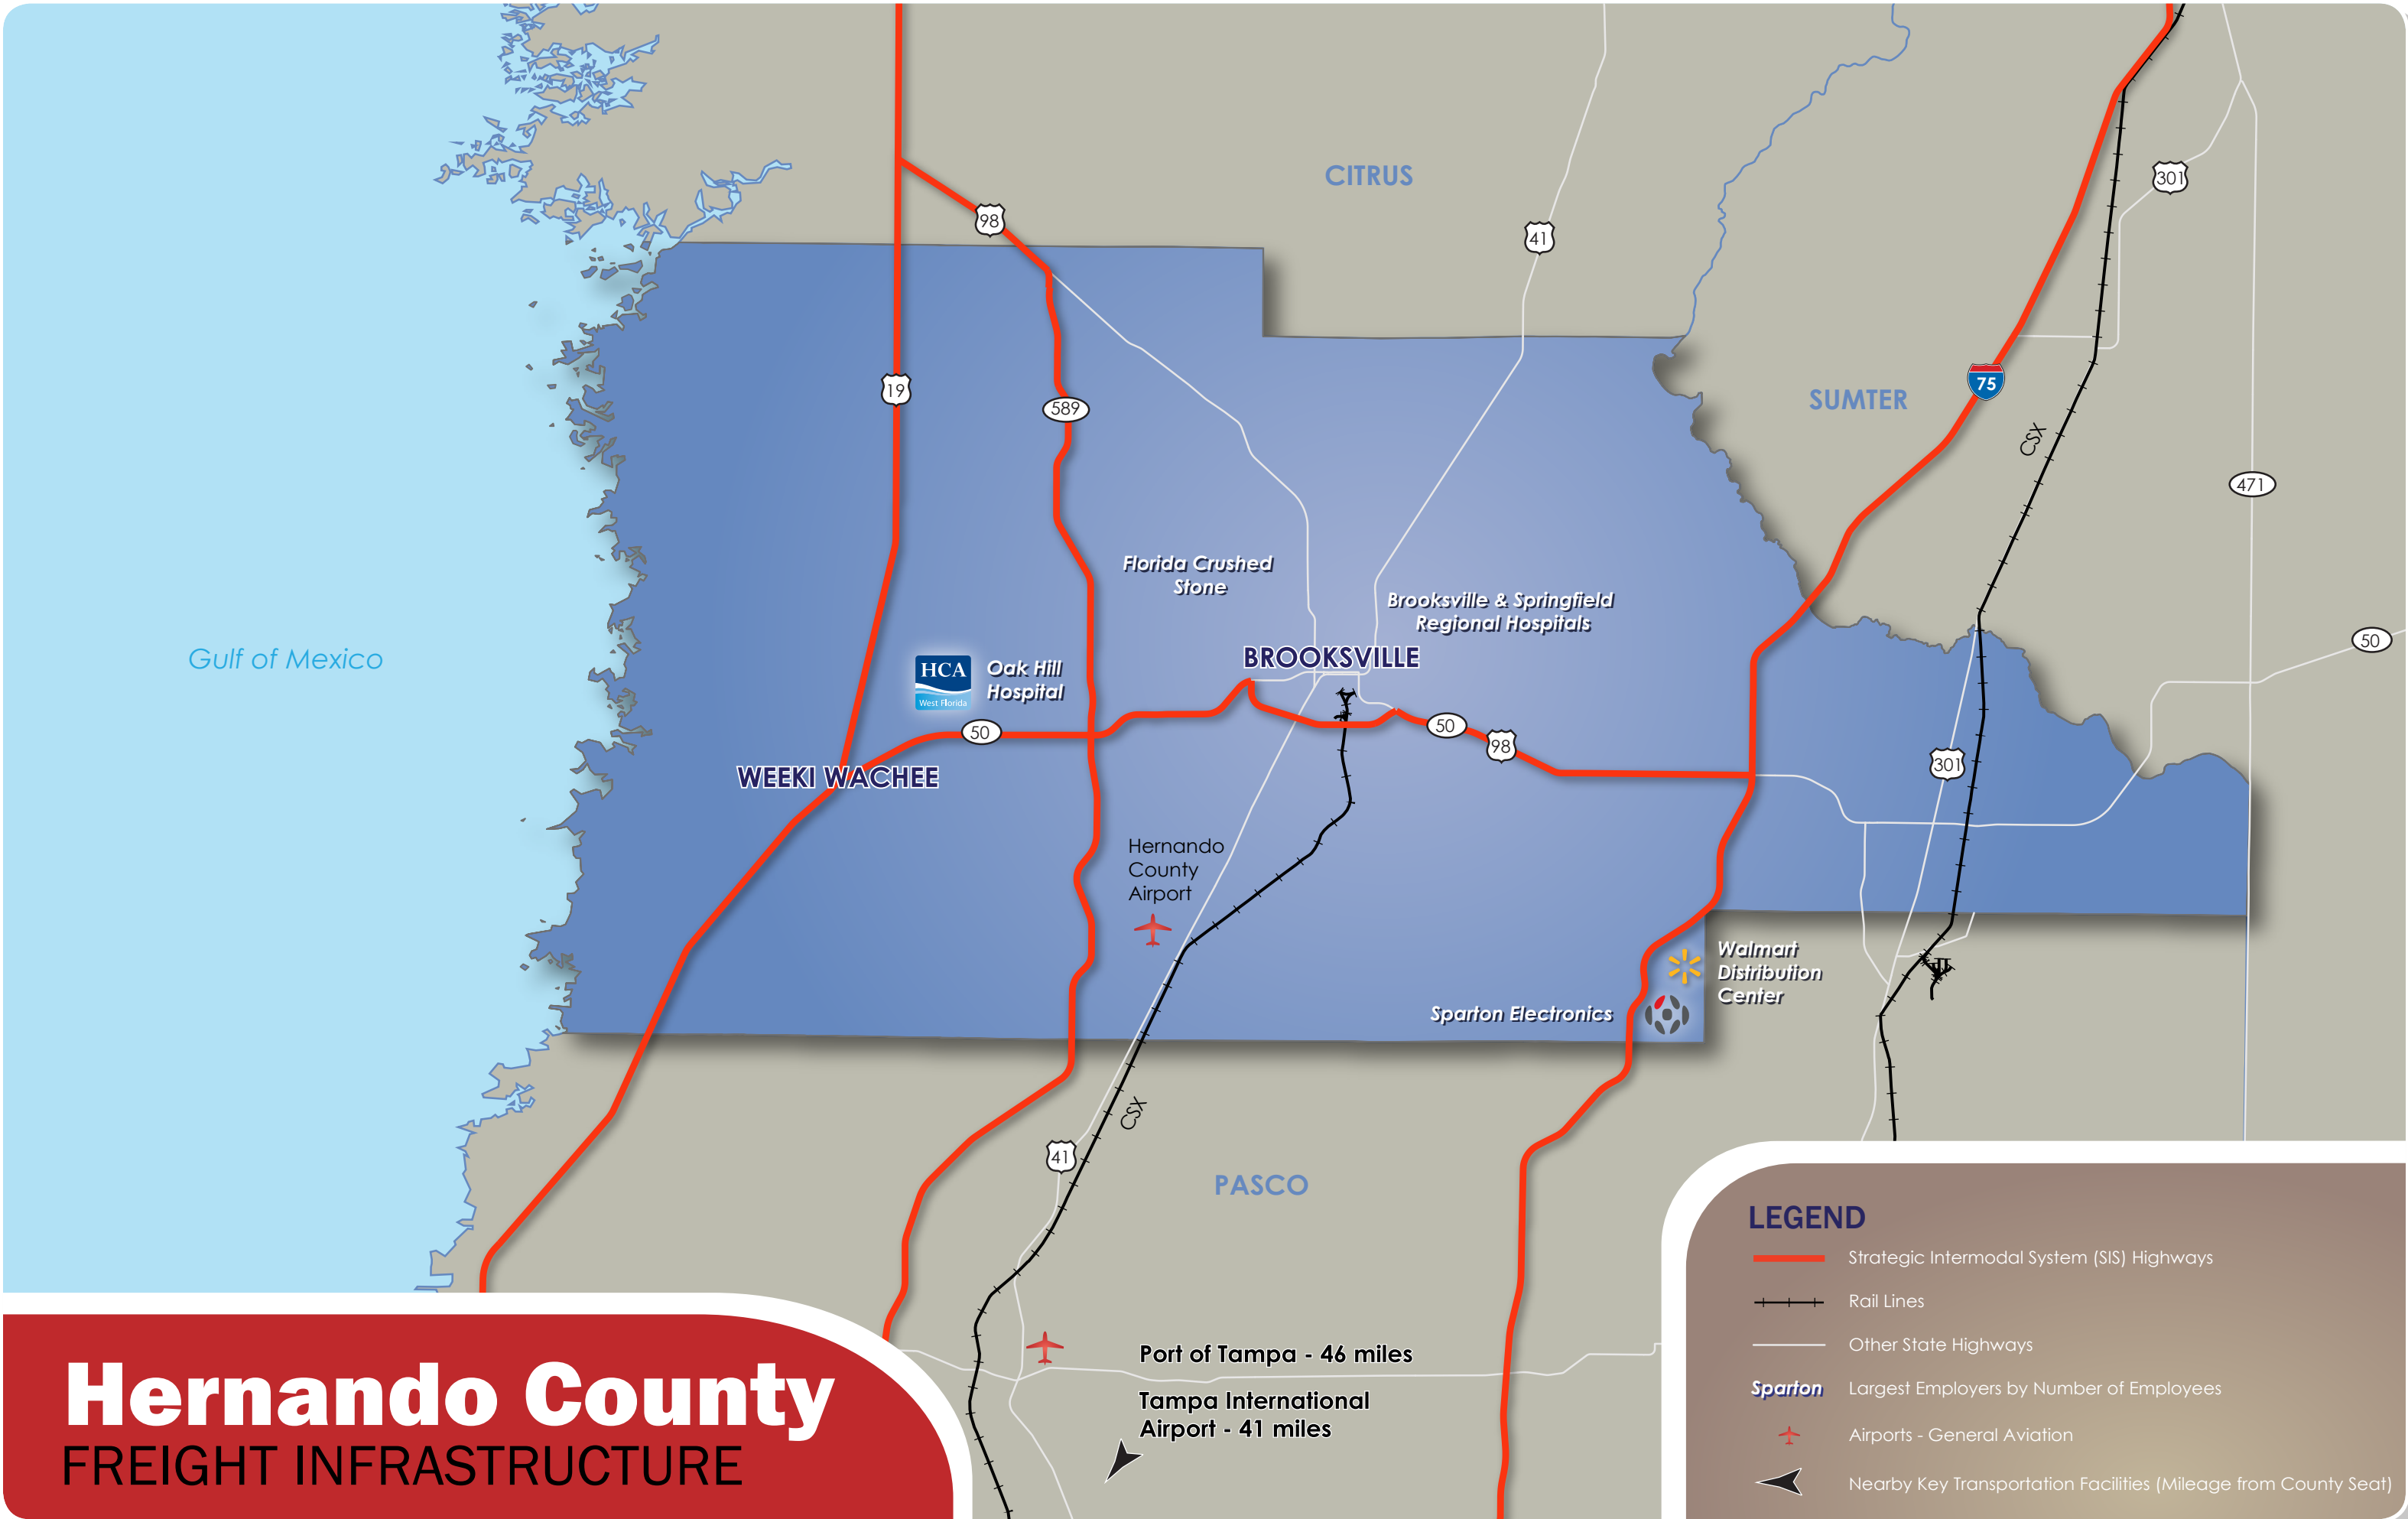 CITRUS
41
301
98
19
589
75
SUMTER
CSX
471
Florida Crushed
Stone
Brooksville & Springfield
Regional Hospitals
Gulf of Mexico
HCA
West Florida
Oak Hill
Hospital
BROOKSVILLE
50
50
50
98
301
WEEKI WACHEE
Hernando
County
Airport
Walmart
Distribution
Center
Sparton Electronics
CSX
41
PASCO
Port of Tampa - 46 miles
Tampa International
Airport - 41 miles
Hernando County
FREIGHT INFRASTRUCTURE
LEGEND
Strategic Intermodal System (SIS) Highways
Rail Lines
Other State Highways
Sparton Largest Employers by Number of Employees
Airports - General Aviation
Nearby Key Transportation Facilities (Mileage from County Seat)